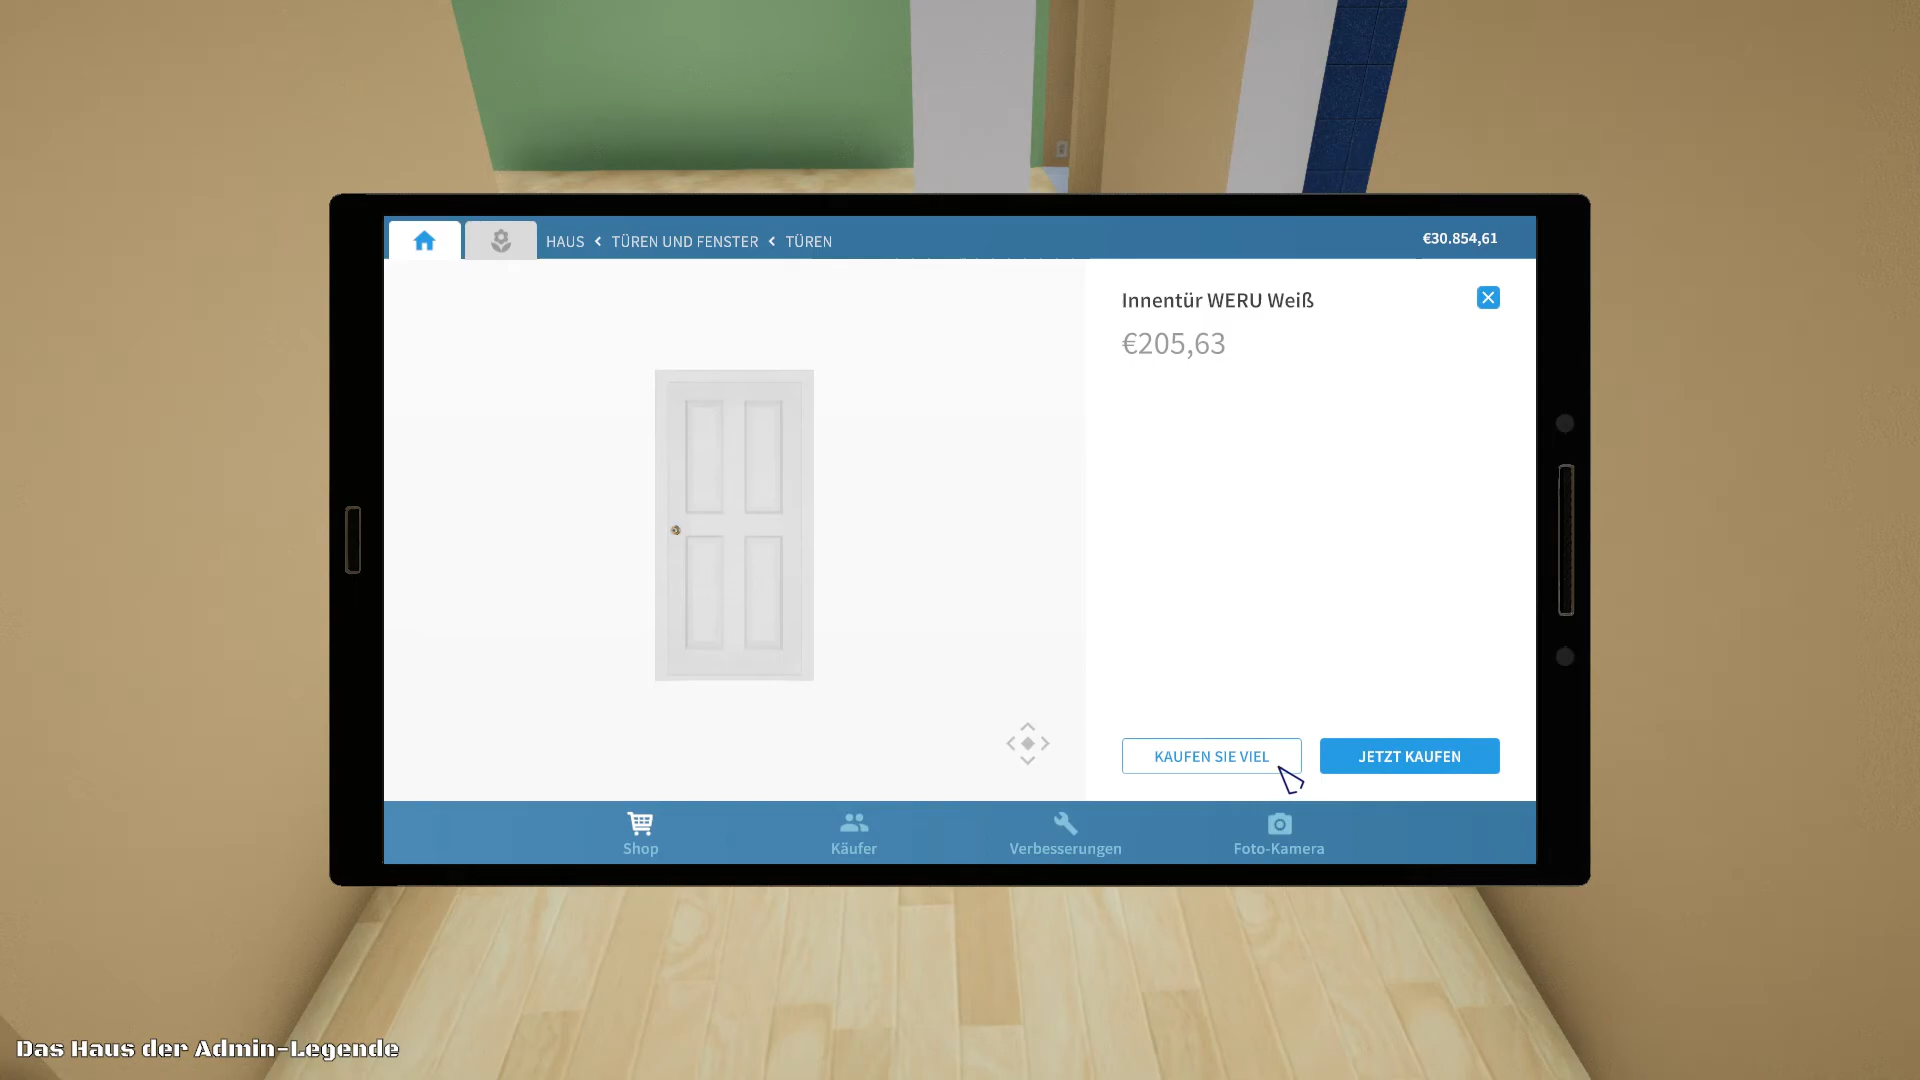 HAUS < TÜREN UND FENSTER < TÜREN
€30.854,61
Innentür WERU Weiß
€205,63
KAUFEN SIE VIEL
JETZT KAUFEN
Shop
Käufer
Verbesserungen
Foto-Kamera
Das Haus der Admin-Legende